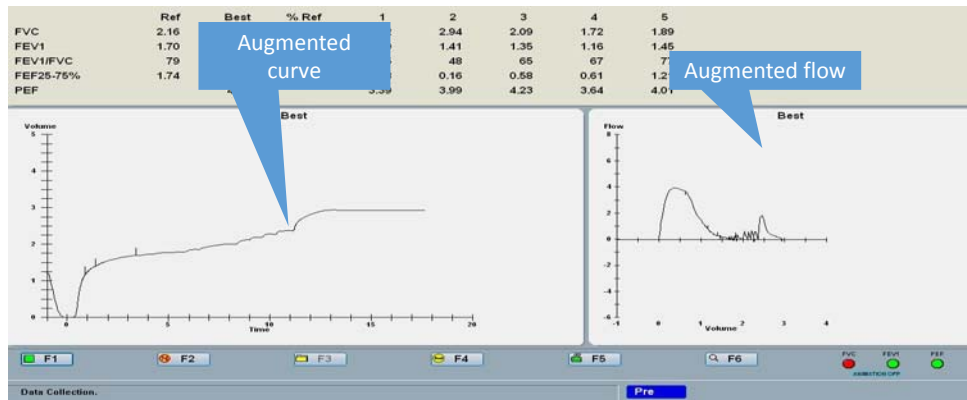 Ref Best % Ref 1 2 3 4 5
FVC 2.16 2.94 2.09 1.72 1.89
FEV1 1.70 1.41 1.35 1.16 1.45
FEV1/FVC 79 48 65 67
FEF25-75% 1.74 0.16 0.58 0.61
PEF 3.99 4.23 3.64 4.01
Augmented
curve
Augmented flow
Best
Volume
5
4
3
2
1
0
0 5 10 15 20
Time
Best
Flow
8
6
4
2
0
-2
-4
-6
-1 0 1 2 3 4
Volume
F1 F2 F3 F4 F5 F6
FVC FEV1 PEF
Data Collection. Pre